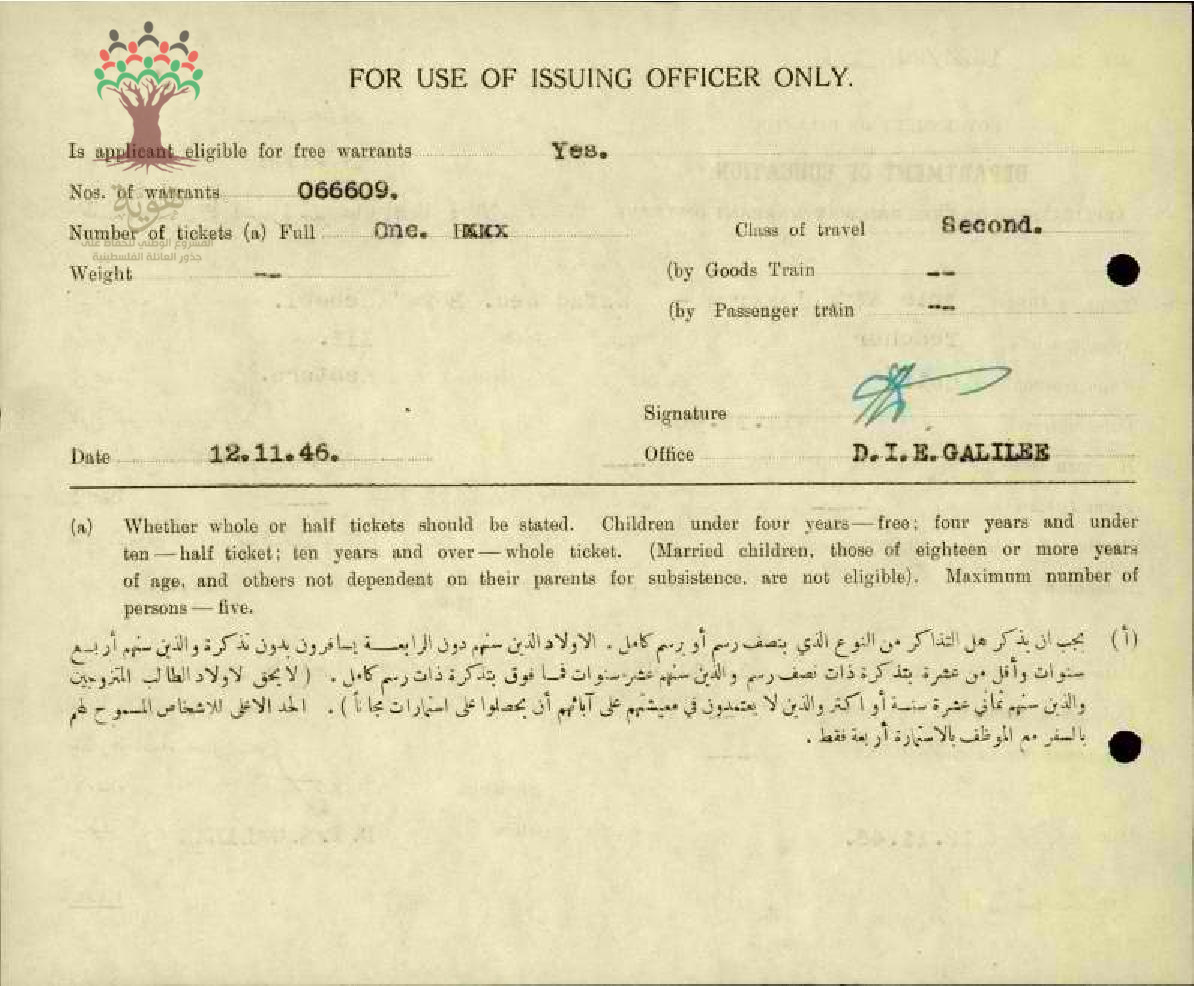 FOR USE OF ISSUING OFFICER ONLY.
Is applicant eligible for free warrants Yes.
Nos. of warrants 066609.
Number of tickets (a) Full One. Class of travel Second.
المشروع الوطني للحفاظ على
جذور العائلة الفلسطينية
Weight -- (by Goods Train --
(by Passenger train --
Signature
Date 12.11.46. Office D.I.E.GALILEE
(a) Whether whole or half tickets should be stated. Children under four years — free; four years and under
ten — half ticket; ten years and over — whole ticket. (Married children, those of eighteen or more years
of age, and others not dependent on their parents for subsistence, are not eligible). Maximum number of
persons — five.
(أ) يجب ان يذكر هل التذاكر من النوع الذي بنصف رسم أو برسم كامل. الاولاد الذين سنهم دون الرابعة يسافرون بدون تذكرة والذين سنهم أربع
سنوات وأقل من عشرة بتذكرة ذات نصف رسم والذين سنهم عشر سنوات فما فوق بتذكرة ذات رسم كامل. (لا يحق لاولاد الطالب المتزوجين
والذين سنهم ثماني عشرة سنة أو اكثر والذين لا يعتمدون في معيشتهم على آبائهم أن يحصلوا على استمارات مجاناً). الحد الاعلى للاشخاص المسموح لهم
بالسفر مع الموظف بالاستمارة أربعة فقط.